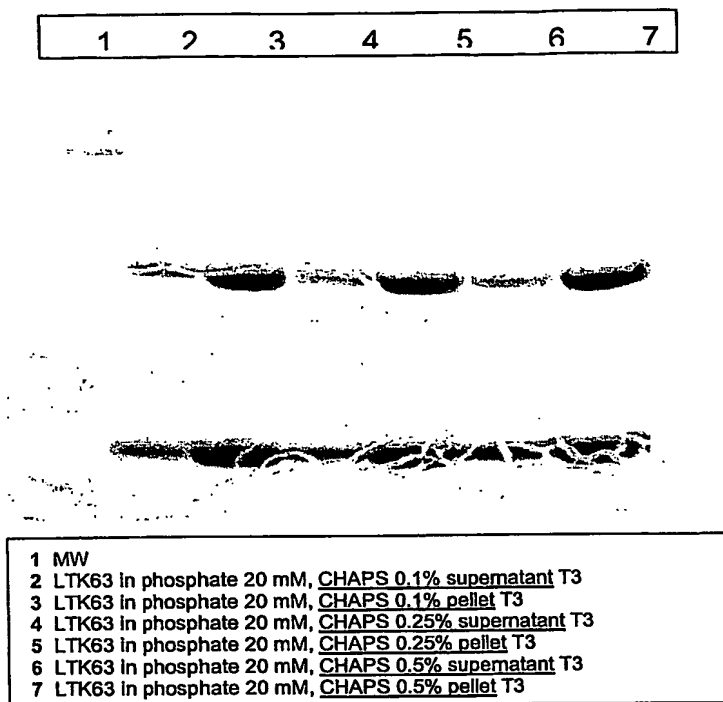 1 2 3 4 5 6 7
1 MW
2 LTK63 in phosphate 20 mM, CHAPS 0.1% supernatant T3
3 LTK63 in phosphate 20 mM, CHAPS 0.1% pellet T3
4 LTK63 in phosphate 20 mM, CHAPS 0.25% supernatant T3
5 LTK63 in phosphate 20 mM, CHAPS 0.25% pellet T3
6 LTK63 in phosphate 20 mM, CHAPS 0.5% supernatant T3
7 LTK63 in phosphate 20 mM, CHAPS 0.5% pellet T3